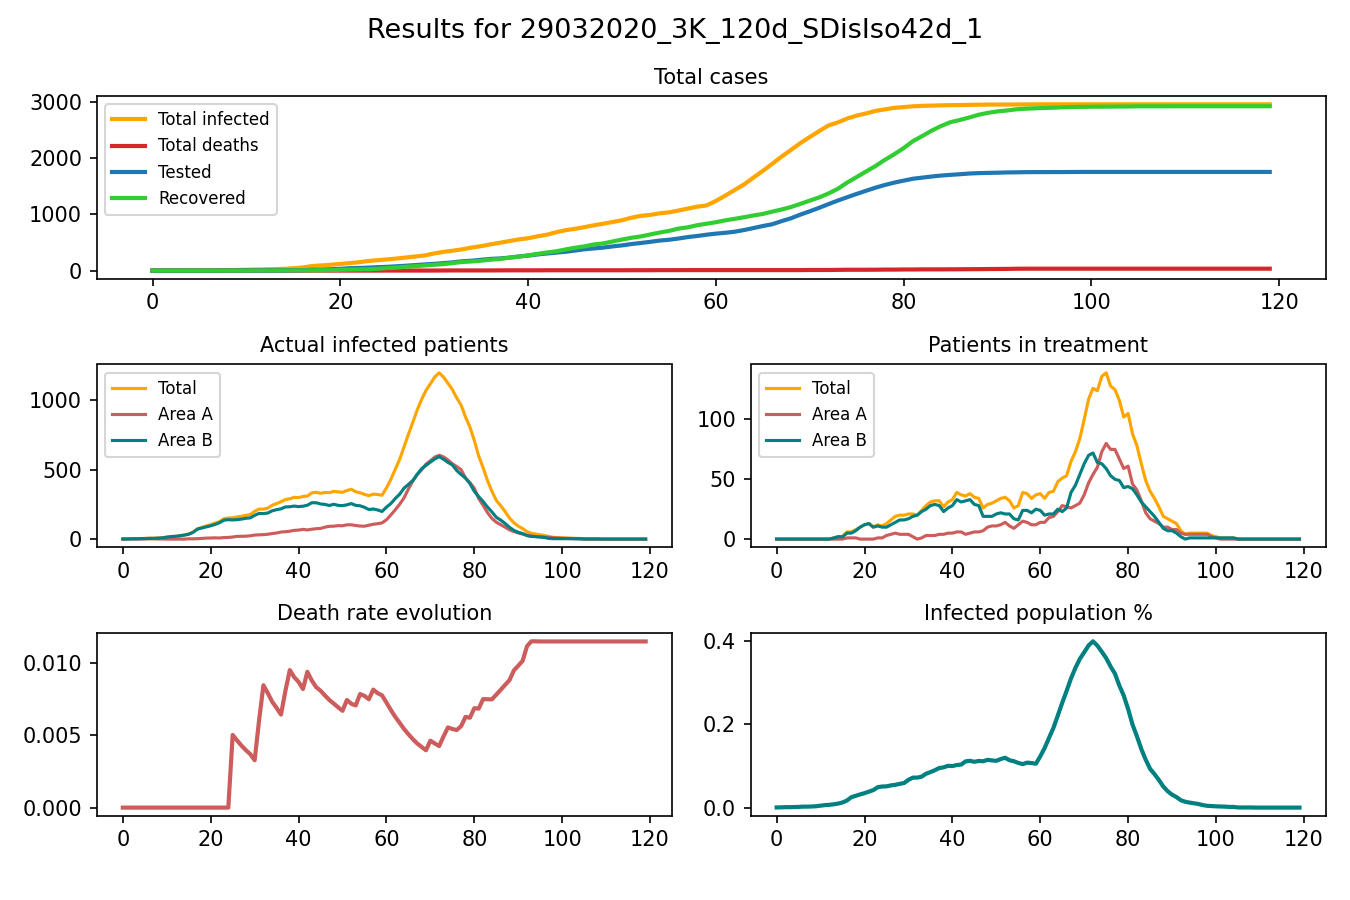 Results for 29032020_3K_120d_SDisIso42d_1
Total cases
3000
2000
1000
0
Total infected
Total deaths
Tested
Recovered
0 20 40 60 80 100 120
Actual infected patients
1000
500
0
Total
Area A
Area B
0 20 40 60 80 100 120
Patients in treatment
100
50
0
Total
Area A
Area B
0 20 40 60 80 100 120
Death rate evolution
0.010
0.005
0.000
0 20 40 60 80 100 120
Infected population %
0.4
0.2
0.0
0 20 40 60 80 100 120